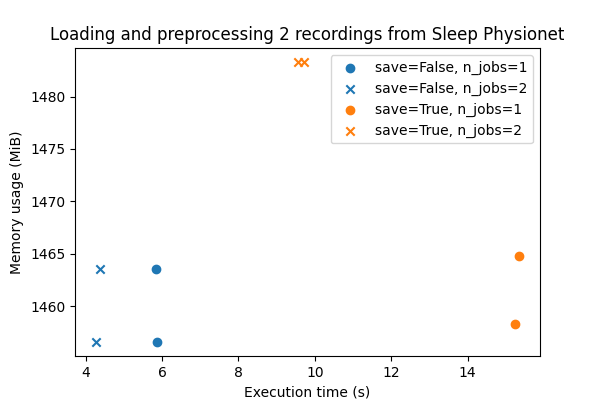 Loading and preprocessing 2 recordings from Sleep Physionet
save=False, n_jobs=1
save=False, n_jobs=2
save=True, n_jobs=1
save=True, n_jobs=2
Memory usage (MiB)
1480
1475
1470
1465
1460
4 6 8 10 12 14
Execution time (s)